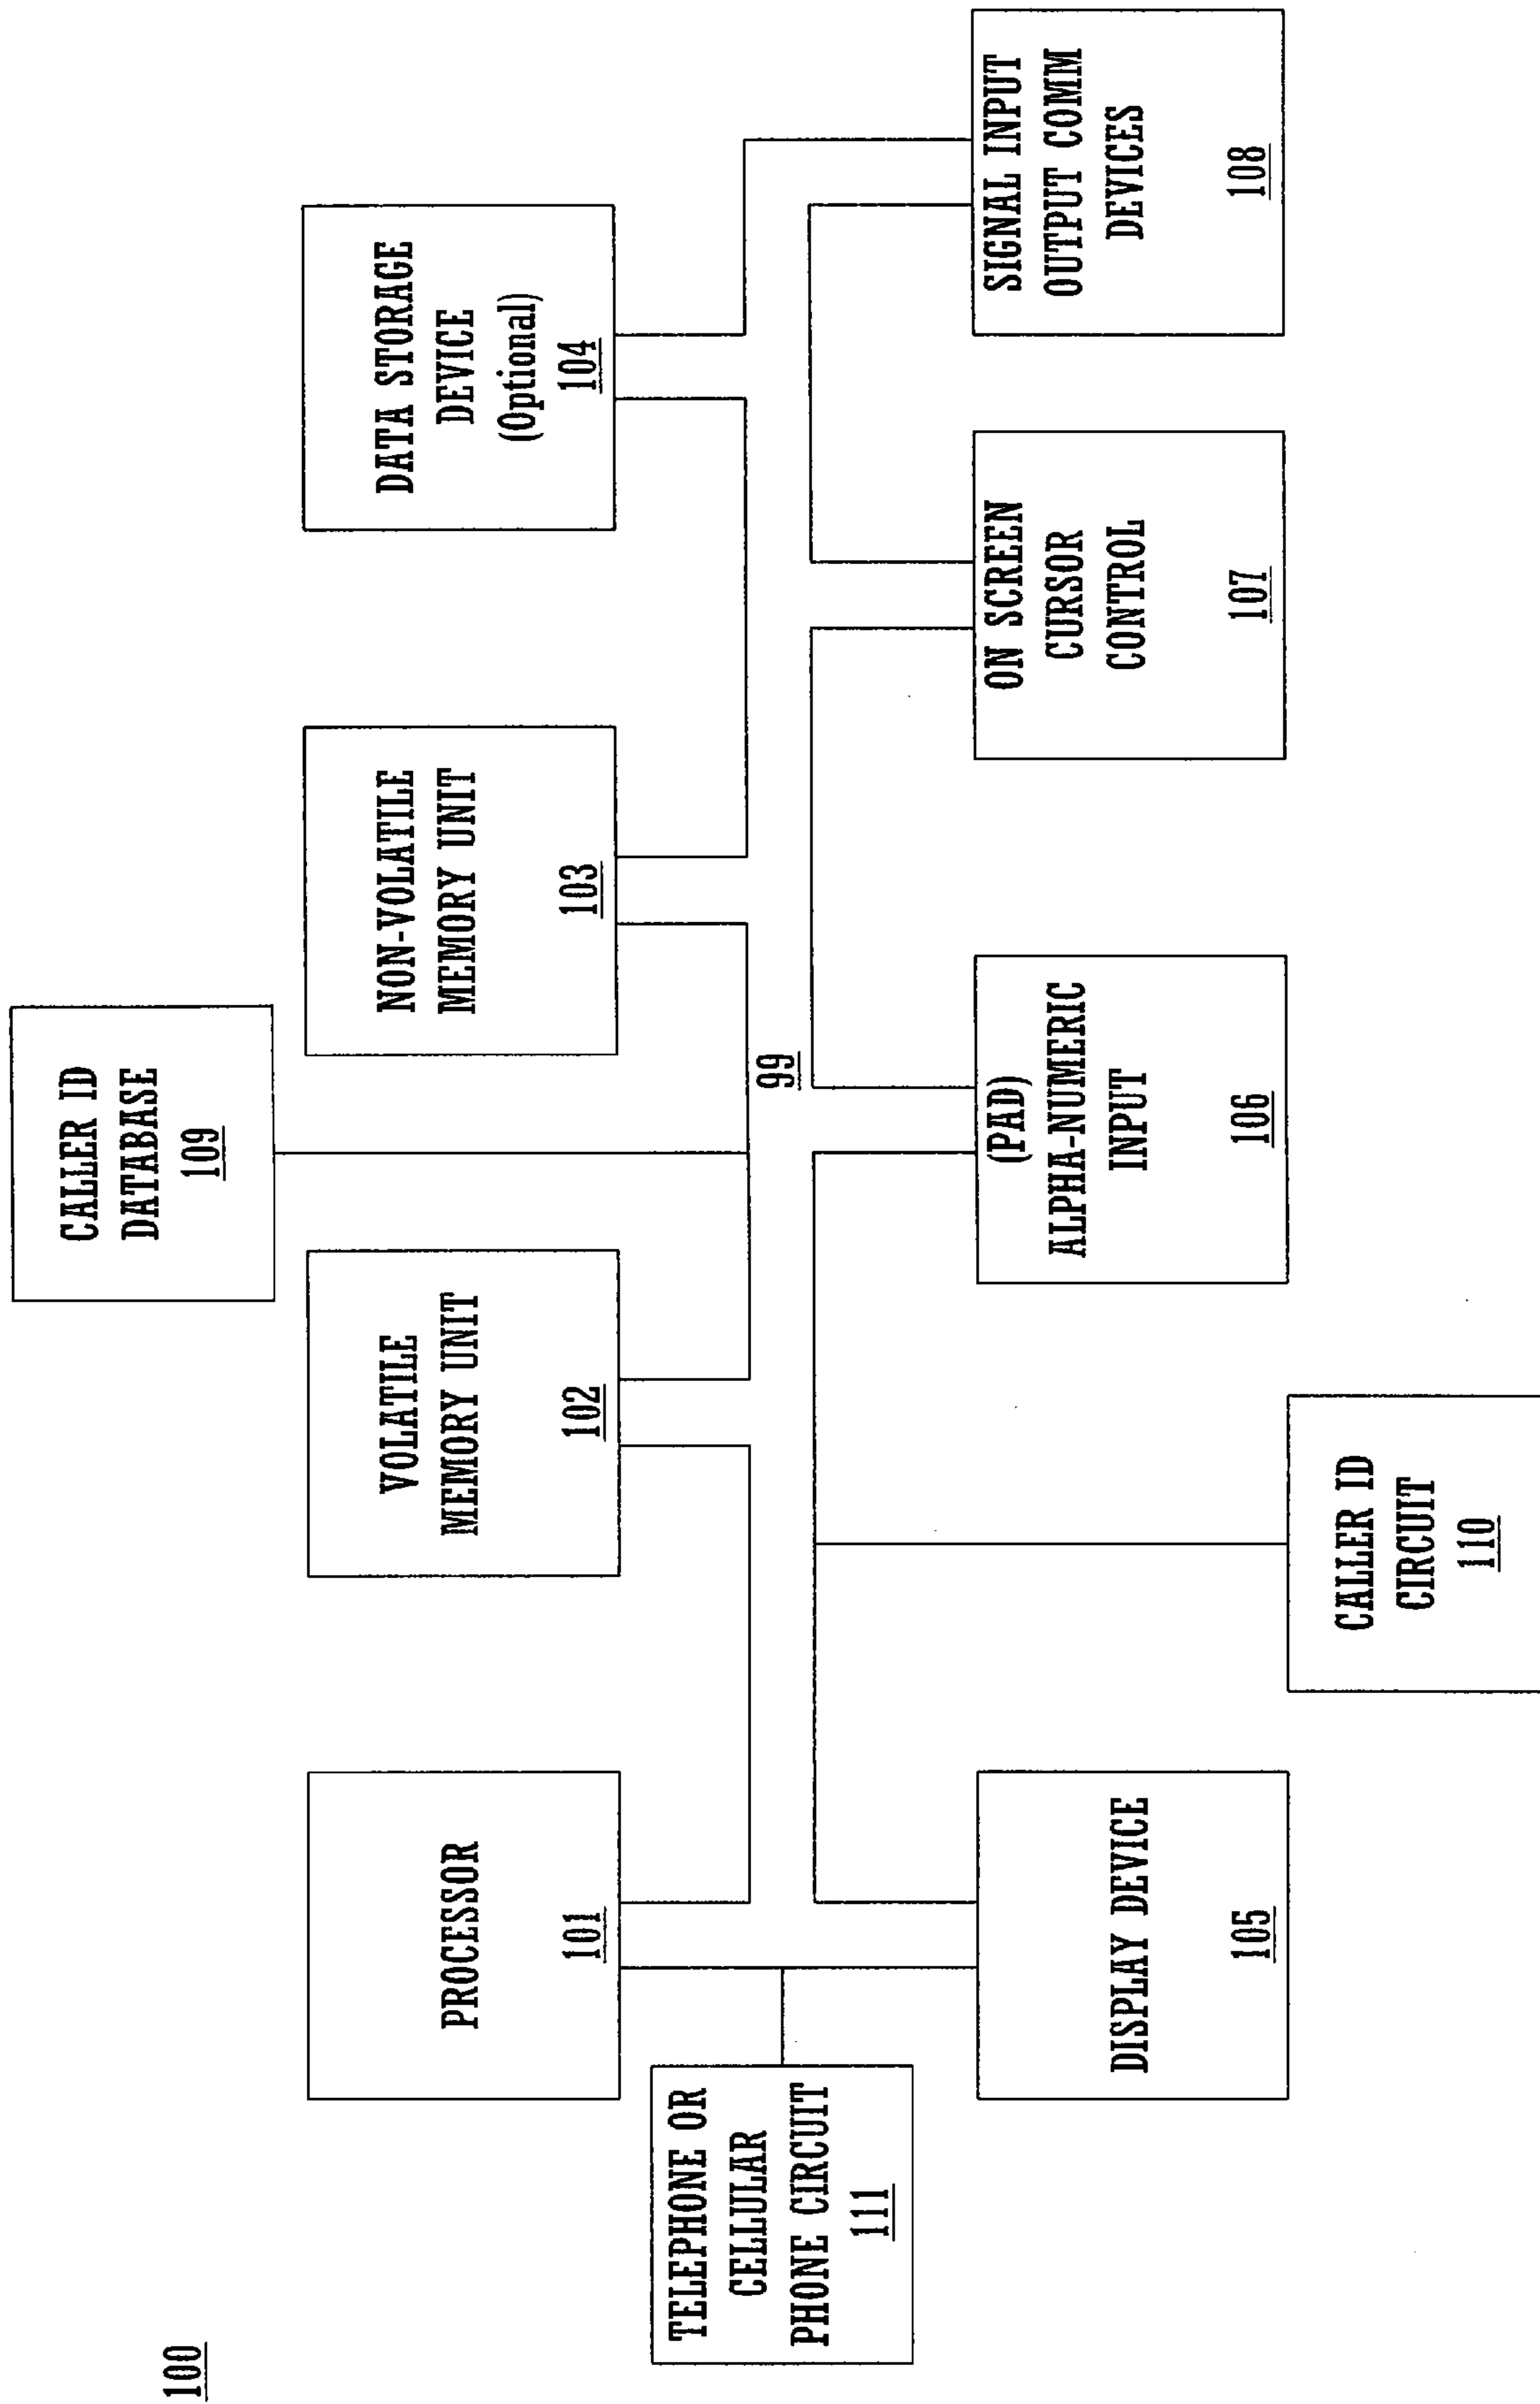 100
CALLER ID
DATABASE
109
PROCESSOR
101
VOLATILE
MEMORY UNIT
102
NON-VOLATILE
MEMORY UNIT
103
DATA STORAGE
DEVICE
(Optional)
104
TELEPHONE OR
CELLULAR
PHONE CIRCUIT
111
99
DISPLAY DEVICE
105
(PAD)
ALPHA-NUMERIC
INPUT
106
ON SCREEN
CURSOR
CONTROL
107
SIGNAL INPUT
OUTPUT COMM
DEVICES
108
CALLER ID
CIRCUIT
110